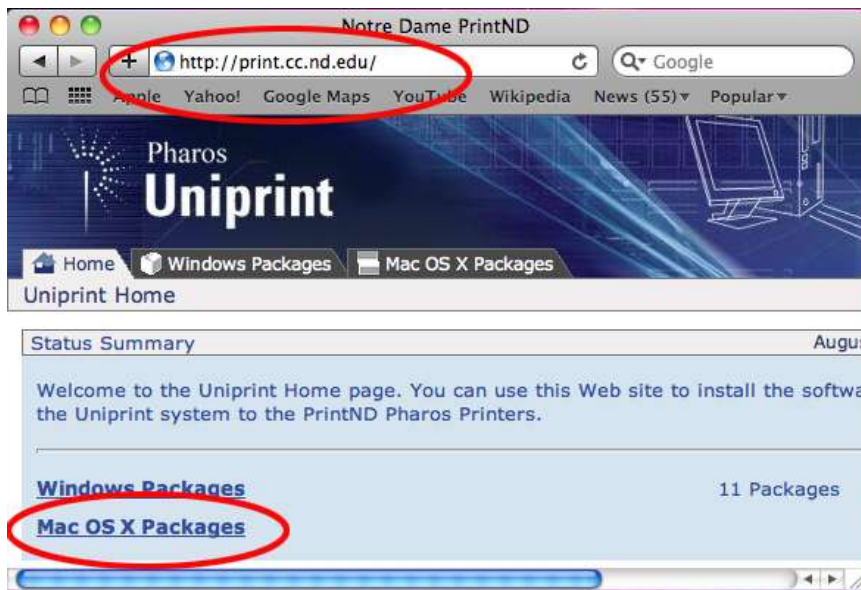 Notre Dame PrintND
+ http://print.cc.nd.edu/ Google
Apple Yahoo! Google Maps YouTube Wikipedia News (55) Popular
Pharos
Uniprint
Home Windows Packages Mac OS X Packages
Uniprint Home
Status Summary Augus
Welcome to the Uniprint Home page. You can use this Web site to install the softwa
the Uniprint system to the PrintND Pharos Printers.
Windows Packages 11 Packages
Mac OS X Packages